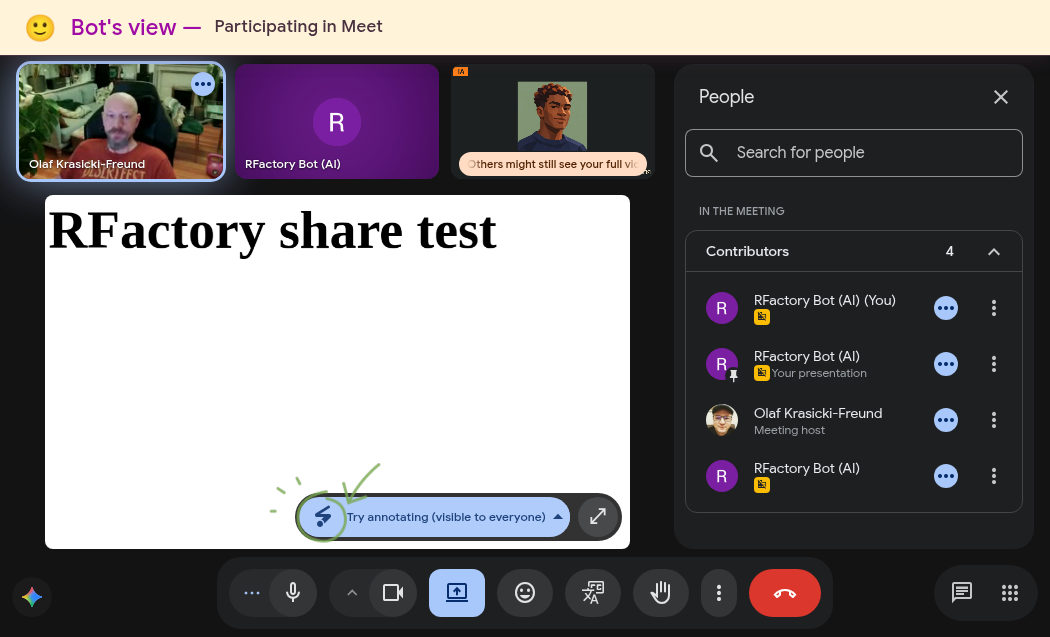 Bot's view — Participating in Meet
Olaf Krasicki-Freund
R
RFactory Bot (AI)
IA
Others might still see your full vi
RFactory share test
Try annotating (visible to everyone)
People
Search for people
IN THE MEETING
Contributors 4
R
RFactory Bot (AI) (You)
R
RFactory Bot (AI)
Your presentation
Olaf Krasicki-Freund
Meeting host
R
RFactory Bot (AI)